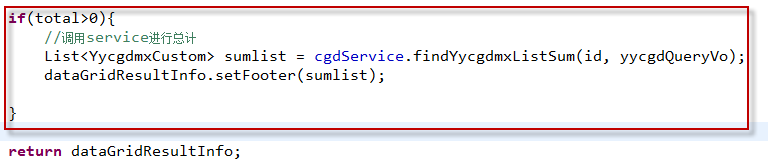 if(total>0){
//调用service进行总计
List<YycgdmxCustom> sumlist = cgdService.findYycgdmxListSum(id, yycgdQueryVo);
dataGridResultInfo.setFooter(sumlist);
}
return dataGridResultInfo;